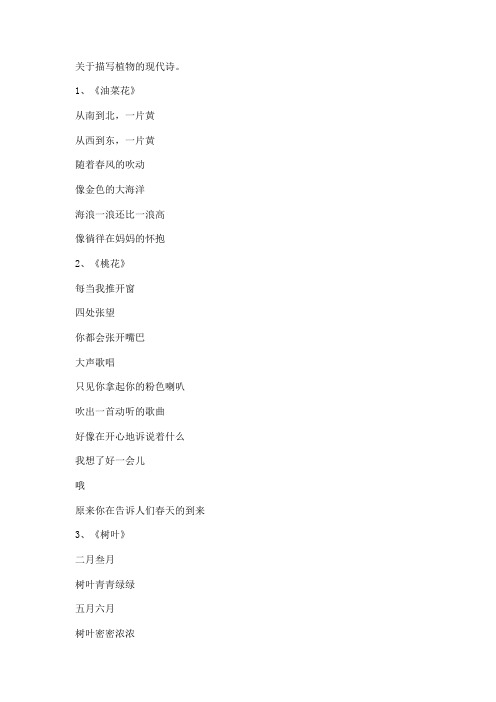 关于描写植物的现代诗。
1、《油菜花》
从南到北，一片黄
从西到东，一片黄
随着春风的吹动
像金色的大海洋
海浪一浪还比一浪高
像徜徉在妈妈的怀抱
2、《桃花》
每当我推开窗
四处张望
你都会张开嘴巴
大声歌唱
只见你拿起你的粉色喇叭
吹出一首动听的歌曲
好像在开心地诉说着什么
我想了好一会儿
哦
原来你在告诉人们春天的到来
3、《树叶》
二月叁月
树叶青青绿绿
五月六月
树叶密密浓浓